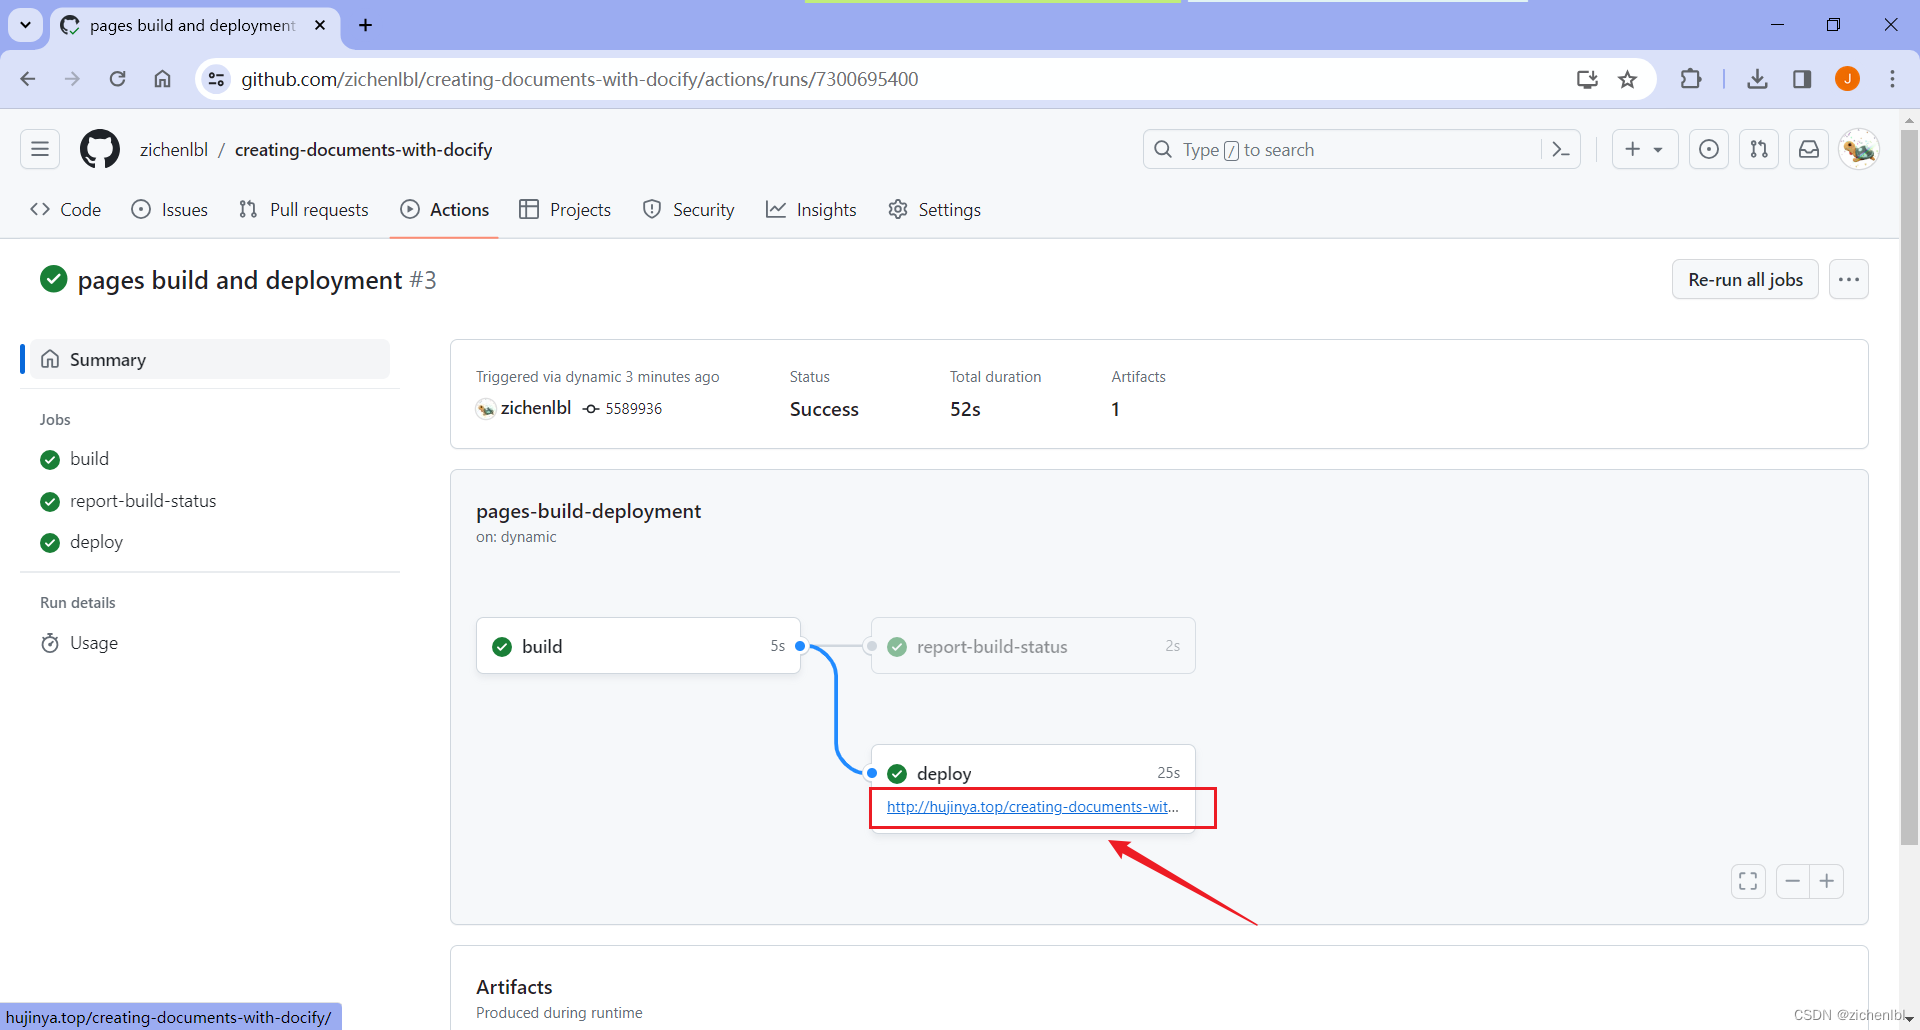 pages build and deployment
github.com/zichenlbl/creating-documents-with-docify/actions/runs/7300695400
J
zichenlbl / creating-documents-with-docify
Type / to search
Code Issues Pull requests Actions Projects Security Insights Settings
pages build and deployment #3
Re-run all jobs
Summary
Jobs
build
report-build-status
deploy
Run details
Usage
Triggered via dynamic 3 minutes ago
zichenlbl 5589936
Status
Success
Total duration
52s
Artifacts
1
pages-build-deployment
on: dynamic
build 5s
report-build-status 2s
deploy 25s
http://hujinya.top/creating-documents-wit...
Artifacts
Produced during runtime
hujinya.top/creating-documents-with-docify/
CSDN @zichenlbl